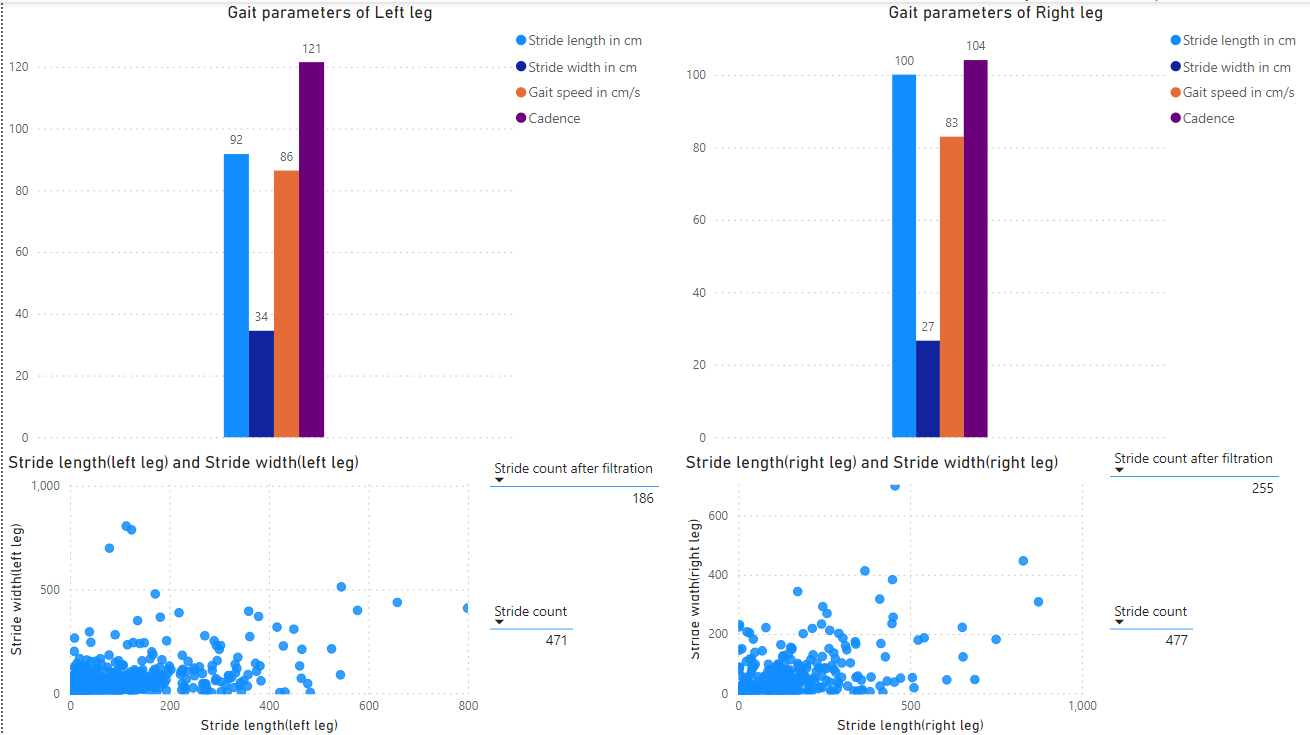 Gait parameters of Left leg
121
120
100
92
86
80
60
40
34
20
0
Stride length in cm
Stride width in cm
Gait speed in cm/s
Cadence
Gait parameters of Right leg
104
100
100
83
80
60
40
27
20
0
Stride length in cm
Stride width in cm
Gait speed in cm/s
Cadence
Stride length(left leg) and Stride width(left leg)
Stride width(left leg)
1,000
500
0
0 200 400 600 800
Stride length(left leg)
Stride count after filtration
186
Stride count
471
Stride length(right leg) and Stride width(right leg)
Stride width(right leg)
600
400
200
0
0 500 1,000
Stride length(right leg)
Stride count after filtration
255
Stride count
477